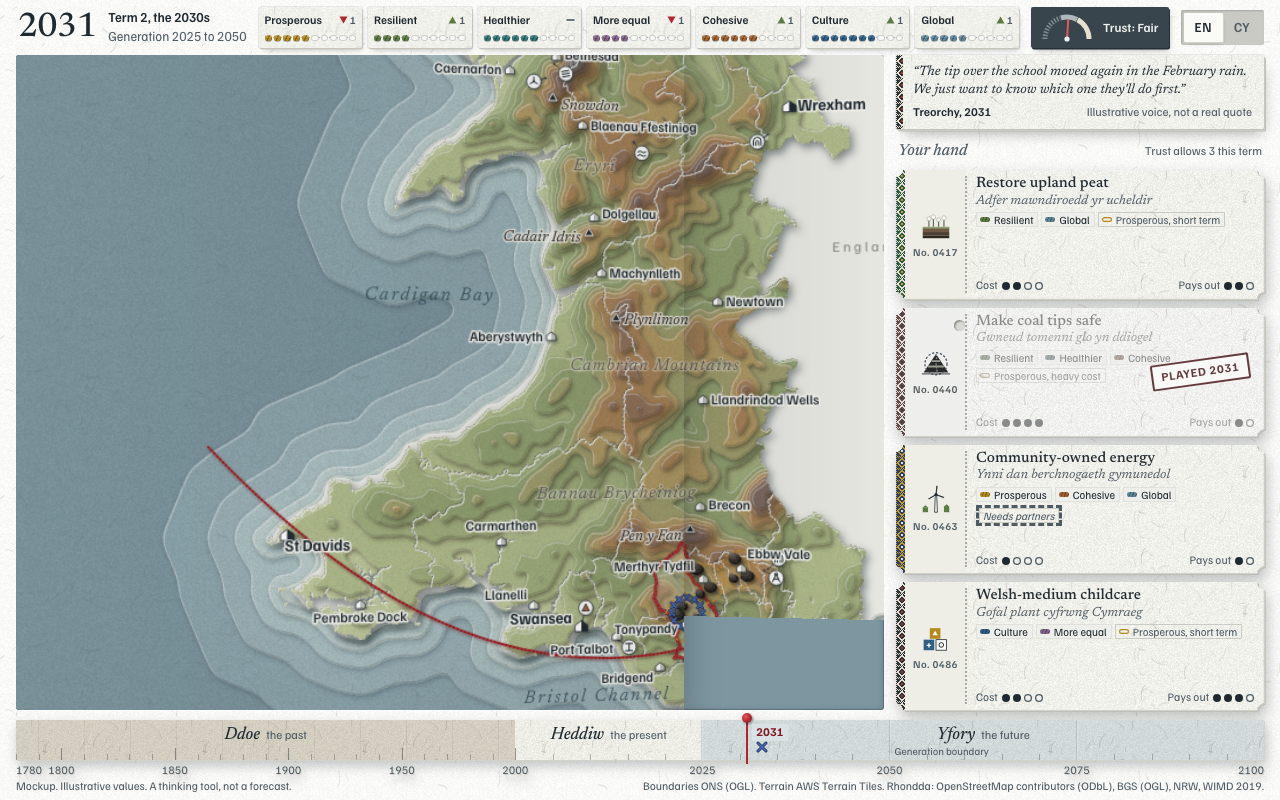 2031
Term 2, the 2030s
Generation 2025 to 2050
Prosperous
1
Resilient
1
Healthier
More equal
1
Cohesive
1
Culture
1
Global
1
Trust: Fair
EN
CY
Caernarfon
Bethesda
Snowdon
Wrexham
Blaenau Ffestiniog
Eryri
Dolgellau
Cadair Idris
Englan
Machynlleth
Cardigan Bay
Newtown
Plynlimon
Aberystwyth
Cambrian Mountains
Llandrindod Wells
Bannau Brycheiniog
Brecon
Carmarthen
Pen y Fan
St Davids
Ebbw Vale
Merthyr Tydfil
Llanelli
Pembroke Dock
Swansea
Tonypandy
Port Talbot
Bridgend
Bristol Channel
“The tip over the school moved again in the February rain.
We just want to know which one they'll do first.”
Treorchy, 2031
Illustrative voice, not a real quote
Your hand
Trust allows 3 this term
Restore upland peat
Adfer mawndiroedd yr ucheldir
Resilient
Global
Prosperous, short term
No. 0417
Cost
Pays out
Make coal tips safe
Gwneud tomenni glo yn ddiogel
Resilient
Healthier
Cohesive
Prosperous, heavy cost
PLAYED 2031
No. 0440
Cost
Pays out
Community-owned energy
Ynni dan berchnogaeth gymunedol
Prosperous
Cohesive
Global
Needs partners
No. 0463
Cost
Pays out
Welsh-medium childcare
Gofal plant cyfrwng Cymraeg
Culture
More equal
Prosperous, short term
No. 0486
Cost
Pays out
Ddoe the past
Heddiw the present
2031
Yfory the future
Generation boundary
1780 1800 1850 1900 1950 2000 2025 2050 2075 2100
Mockup. Illustrative values. A thinking tool, not a forecast.
Boundaries ONS (OGL). Terrain AWS Terrain Tiles. Rhondda: OpenStreetMap contributors (ODbL), BGS (OGL), NRW, WIMD 2019.